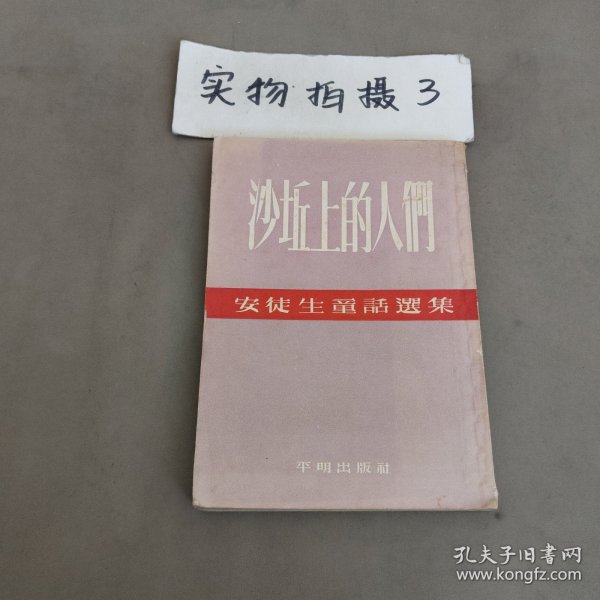 实物拍摄3
沙坵上的人們
安徒生童話選集
平明出版社
孔夫子旧书网
www.kongfz.com